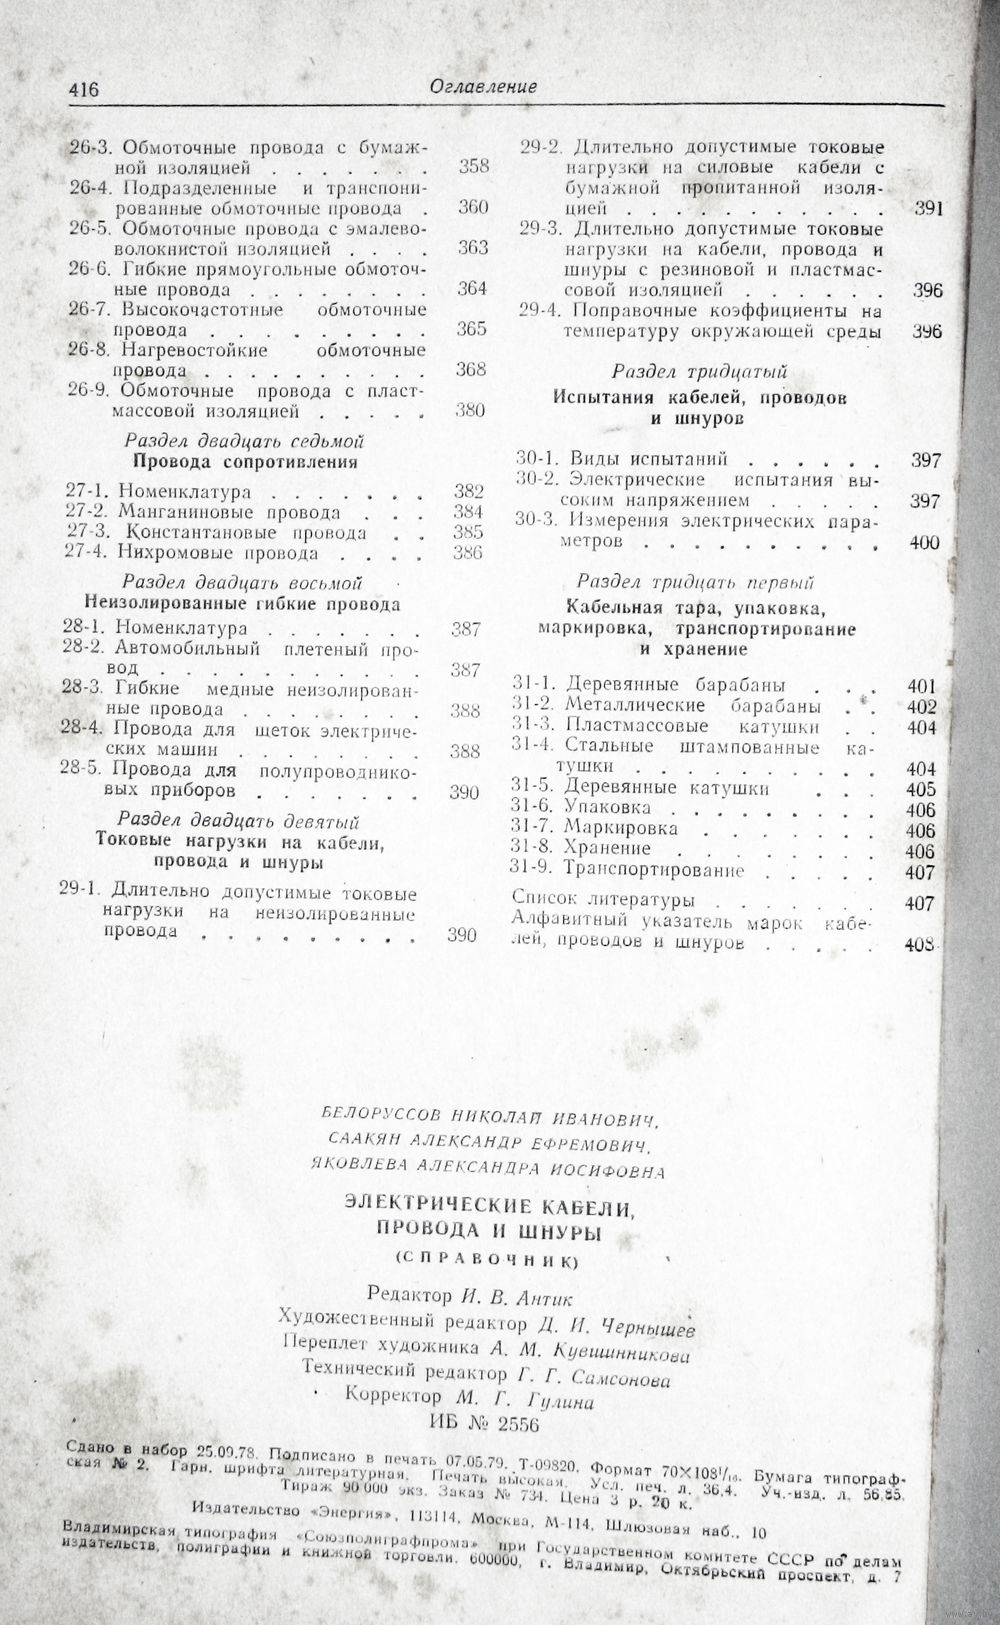 416
Оглавление
26-3. Обмоточные провода с бумаж-
ной изоляцией . . . . . . . 358
26-4. Подразделенные и транспони-
рованные обмоточные провода . 360
26-5. Обмоточные провода с эмалево-
волокнистой изоляцией . . . . 363
26-6. Гибкие прямоугольные обмоточ-
ные провода . . . . . . . . 364
26-7. Высокочастотные обмоточные
провода . . . . . . . . . 365
26-8. Нагревостойкие обмоточные
провода . . . . . . . . . . 368
26-9. Обмоточные провода с пласт-
массовой изоляцией . . . . . 380
Раздел двадцать седьмой
Провода сопротивления
27-1. Номенклатура . . . . . . . 382
27-2. Манганиновые провода . . . 384
27-3. Константановые провода . . 385
27-4. Нихромовые провода . . . . 386
Раздел двадцать восьмой
Неизолированные гибкие провода
28-1. Номенклатура . . . . . . . 387
28-2. Автомобильный плетеный про-
вод . . . . . . . . . . . 387
28-3. Гибкие медные неизолирован-
ные провода . . . . . . . . 388
28-4. Провода для щеток электриче-
ских машин . . . . . . . . 388
28-5. Провода для полупроводнико-
вых приборов . . . . . . . 390
Раздел двадцать девятый
Токовые нагрузки на кабели,
провода и шнуры
29-1. Длительно допустимые токовые
нагрузки на неизолированные
провода . . . . . . . . . 390
29-2. Длительно допустимые токовые
нагрузки на силовые кабели с
бумажной пропитанной изоля-
цией . . . . . . . . . . . 391
29-3. Длительно допустимые токовые
нагрузки на кабели, провода и
шнуры с резиновой и пластмас-
совой изоляцией . . . . . . 396
29-4. Поправочные коэффициенты на
температуру окружающей среды 396
Раздел тридцатый
Испытания кабелей, проводов
и шнуров
30-1. Виды испытаний . . . . . . 397
30-2. Электрические испытания вы-
соким напряжением . . . . . 397
30-3. Измерения электрических пара-
метров . . . . . . . . . . 400
Раздел тридцать первый
Кабельная тара, упаковка,
маркировка, транспортирование
и хранение
31-1. Деревянные барабаны . . . 401
31-2. Металлические барабаны . . 402
31-3. Пластмассовые катушки . . 404
31-4. Стальные штампованные ка-
тушки . . . . . . . . . . 404
31-5. Деревянные катушки . . . 405
31-6. Упаковка . . . . . . . . . 406
31-7. Маркировка . . . . . . . 406
31-8. Хранение . . . . . . . . 406
31-9. Транспортирование . . . . . 407
Список литературы . . . . . . . 407
Алфавитный указатель марок кабе-
лей, проводов и шнуров . . . . . 408
БЕЛОРУССОВ НИКОЛАЙ ИВАНОВИЧ,
СААКЯН АЛЕКСАНДР ЕФРЕМОВИЧ,
ЯКОВЛЕВА АЛЕКСАНДРА ИОСИФОВНА
ЭЛЕКТРИЧЕСКИЕ КАБЕЛИ,
ПРОВОДА И ШНУРЫ
(СПРАВОЧНИК)
Редактор И. В. Антик
Художественный редактор Д. И. Чернышев
Переплет художника А. М. Кувшинникова
Технический редактор Г. Г. Самсонова
Корректор М. Г. Гулина
ИБ № 2556
Сдано в набор 25.09.78. Подписано в печать 07.05.79. Т-09820. Формат 70×108¹/₁₆. Бумага типограф-
ская № 2. Гарн. шрифта литературная. Печать высокая. Усл. печ. л. 36,4. Уч.-изд. л. 56,85.
Тираж 90 000 экз. Заказ № 734. Цена 3 р. 20 к.
Издательство «Энергия», 113114, Москва, М-114, Шлюзовая наб., 10
Владимирская типография «Союзполиграфпрома» при Государственном комитете СССР по делам
издательств, полиграфии и книжной торговли. 600000, г. Владимир, Октябрьский проспект, д. 7